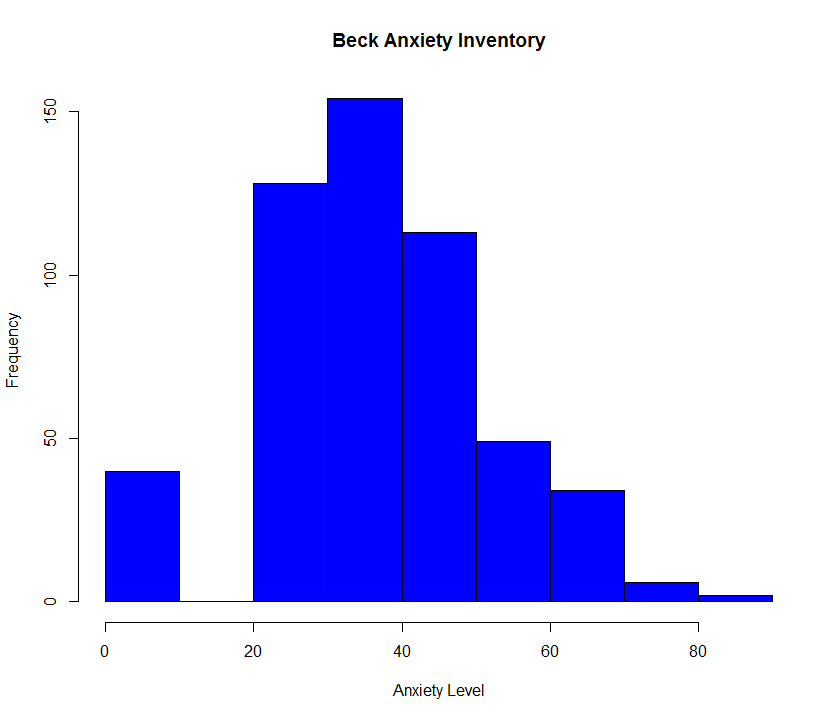 Beck Anxiety Inventory
150
100
50
0
Frequency
0 20 40 60 80
Anxiety Level